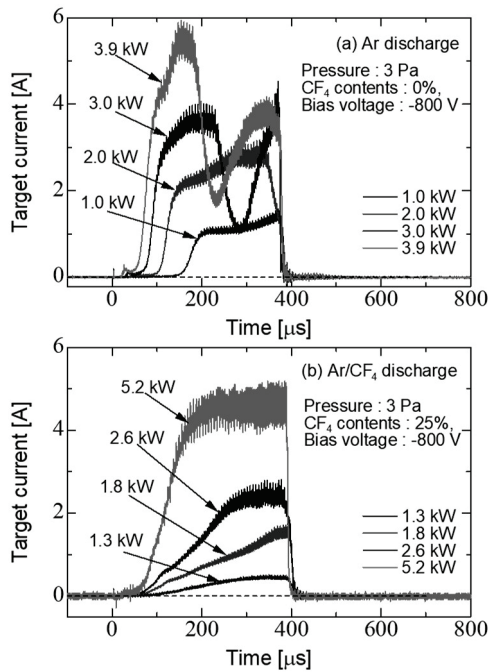 (a) Ar discharge
Pressure : 3 Pa
CF4 contents : 0%,
Bias voltage : -800 V
3.9 kW
3.0 kW
2.0 kW
1.0 kW
1.0 kW
2.0 kW
3.0 kW
3.9 kW
Target current [A]
6
4
2
0
0 200 400 600 800
Time [μs]
(b) Ar/CF4 discharge
Pressure : 3 Pa
CF4 contents : 25%,
Bias voltage : -800 V
5.2 kW
2.6 kW
1.8 kW
1.3 kW
1.3 kW
1.8 kW
2.6 kW
5.2 kW
Target current [A]
6
4
2
0
0 200 400 600 800
Time [μs]